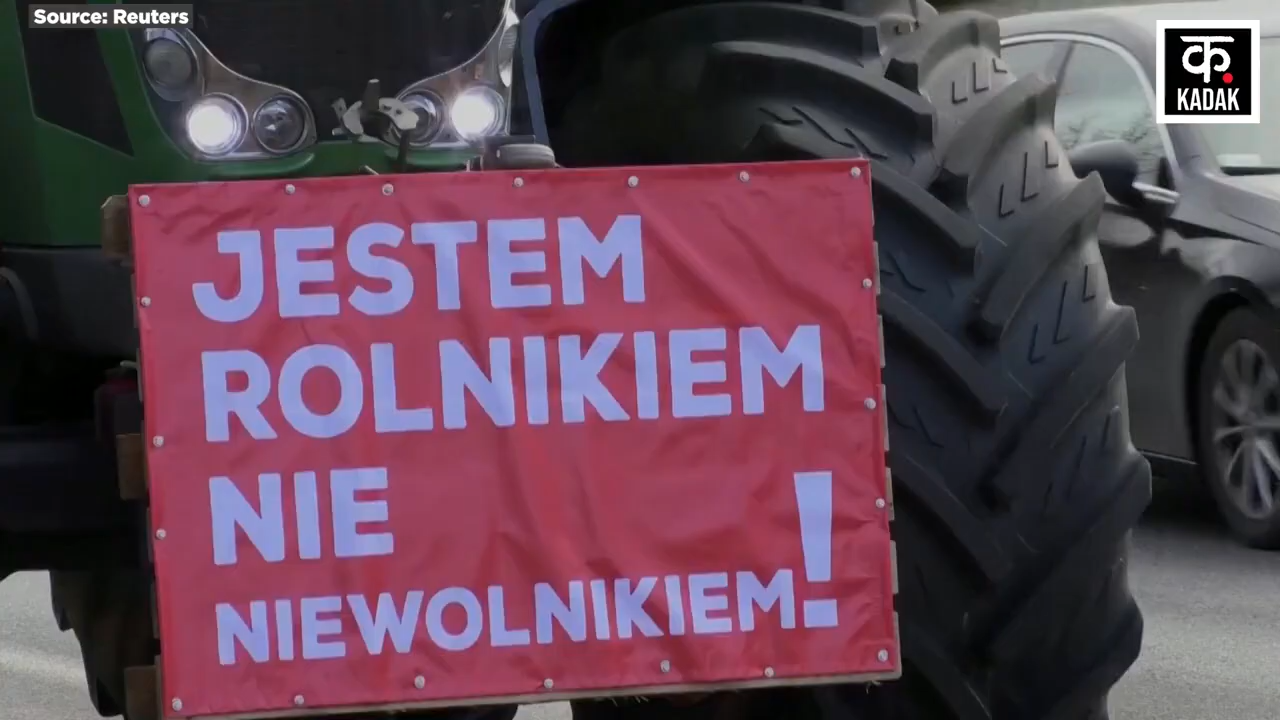 Source: Reuters
क.
KADAK
JESTEM
ROLNIKIEM
NIE
NIEWOLNIKIEM!